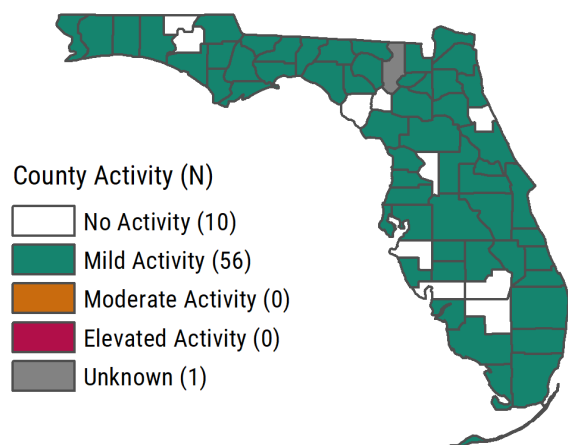 County Activity (N)
No Activity (10)
Mild Activity (56)
Moderate Activity (0)
Elevated Activity (0)
Unknown (1)